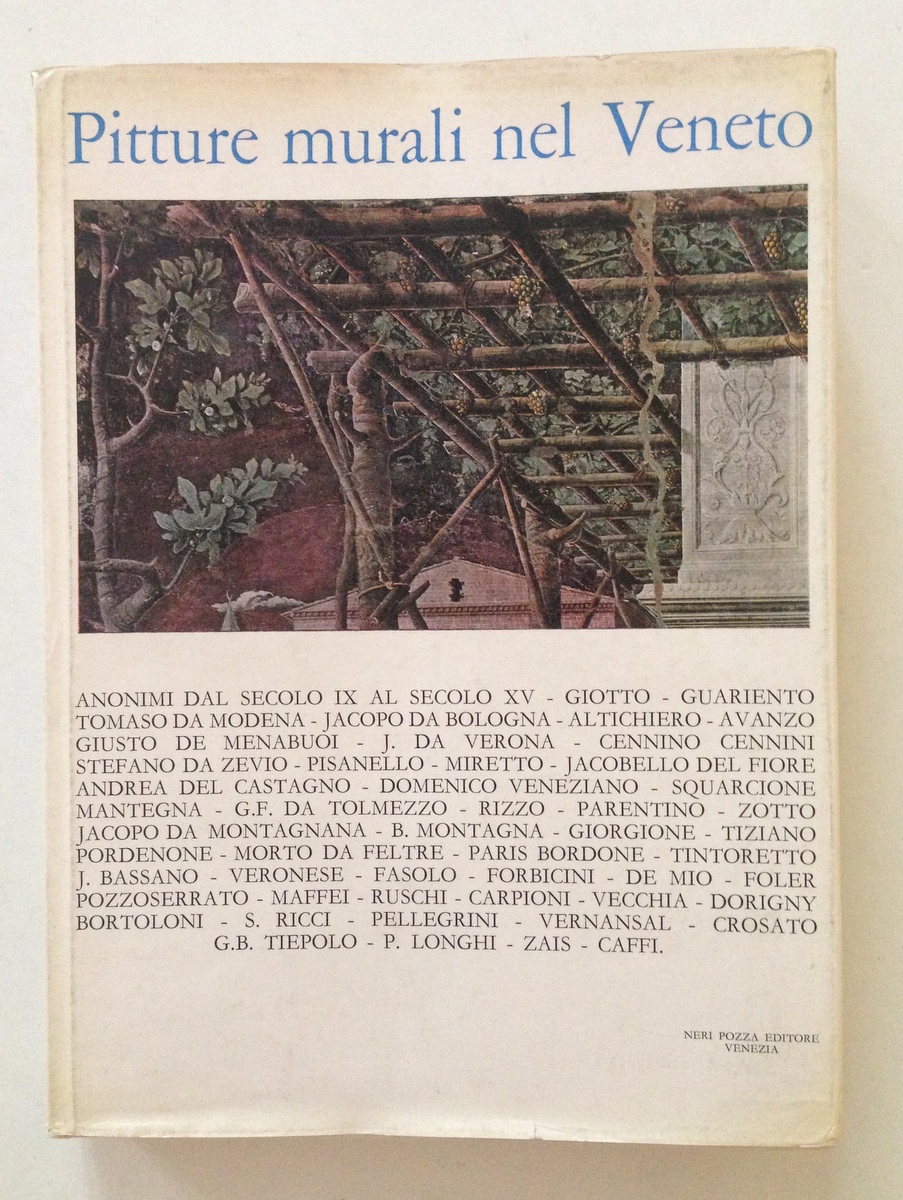 Pitture murali nel Veneto
ANONIMI DAL SECOLO IX AL SECOLO XV - GIOTTO - GUARIENTO
TOMASO DA MODENA - JACOPO DA BOLOGNA - ALTICHIERO - AVANZO
GIUSTO DE MENABUOI - J. DA VERONA - CENNINO CENNINI
STEFANO DA ZEVIO - PISANELLO - MIRETTO - JACOBELLO DEL FIORE
ANDREA DEL CASTAGNO - DOMENICO VENEZIANO - SQUARCIONE
MANTEGNA - G.F. DA TOLMEZZO - RIZZO - PARENTINO - ZOTTO
JACOPO DA MONTAGNANA - B. MONTAGNA - GIORGIONE - TIZIANO
PORDENONE - MORTO DA FELTRE - PARIS BORDONE - TINTORETTO
J. BASSANO - VERONESE - FASOLO - FORBICINI - DE MIO - FOLER
POZZOSERRATO - MAFFEI - RUSCHI - CARPIONI - VECCHIA - DORIGNY
BORTOLONI - S. RICCI - PELLEGRINI - VERNANSAL - CROSATO
G.B. TIEPOLO - P. LONGHI - ZAIS - CAFFI.
NERI POZZA EDITORE
VENEZIA